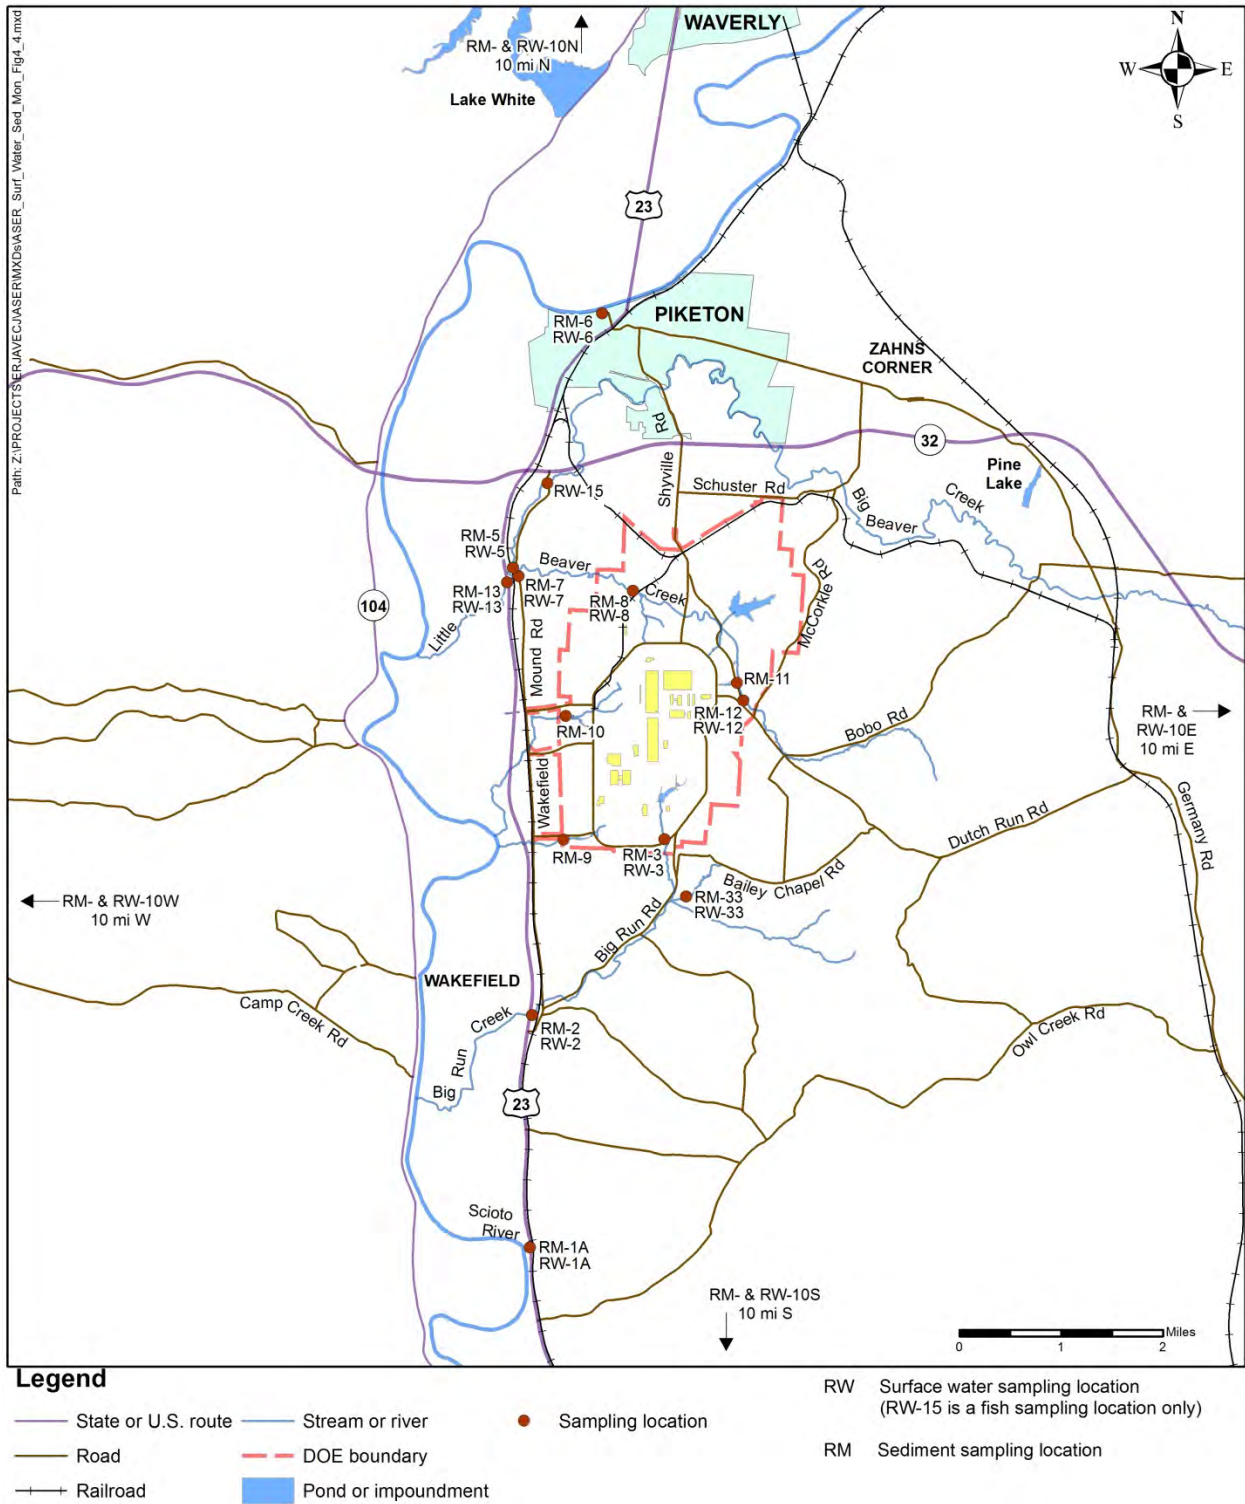 Path: Z:\PROJECTS\ERJAVECJ\ASER\MXDs\ASER_Surf_Water_Sed_Mon_Fig4_4.mxd
WAVERLY
RM- & RW-10N
10 mi N
Lake White
N
W
E
S
23
PIKETON
RM-6
RW-6
ZAHNS
CORNER
32
Pine
Lake
Shyville
Rd
Schuster Rd
Big
Beaver
Creek
RW-15
RM-5
RW-5
Beaver
Creek
RM-7
RW-7
RM-13
RW-13
RM-8
RW-8
McCorkle Rd
104
Little
Mound Rd
RM-11
RM-12
RW-12
RM-10
Bobo Rd
RM- &
RW-10E
10 mi E
Wakefield
Germany Rd
Dutch Run Rd
RM-9
RM-3
RW-3
Bailey Chapel Rd
RM-33
RW-33
RM- & RW-10W
10 mi W
Big Run Rd
WAKEFIELD
Camp Creek Rd
Creek
Run
Big
RM-2
RW-2
Owl Creek Rd
23
Scioto
River
RM-1A
RW-1A
RM- & RW-10S
10 mi S
Miles
0
1
2
Legend
State or U.S. route
Road
Railroad
Stream or river
DOE boundary
Pond or impoundment
Sampling location
RW Surface water sampling location
(RW-15 is a fish sampling location only)
RM Sediment sampling location